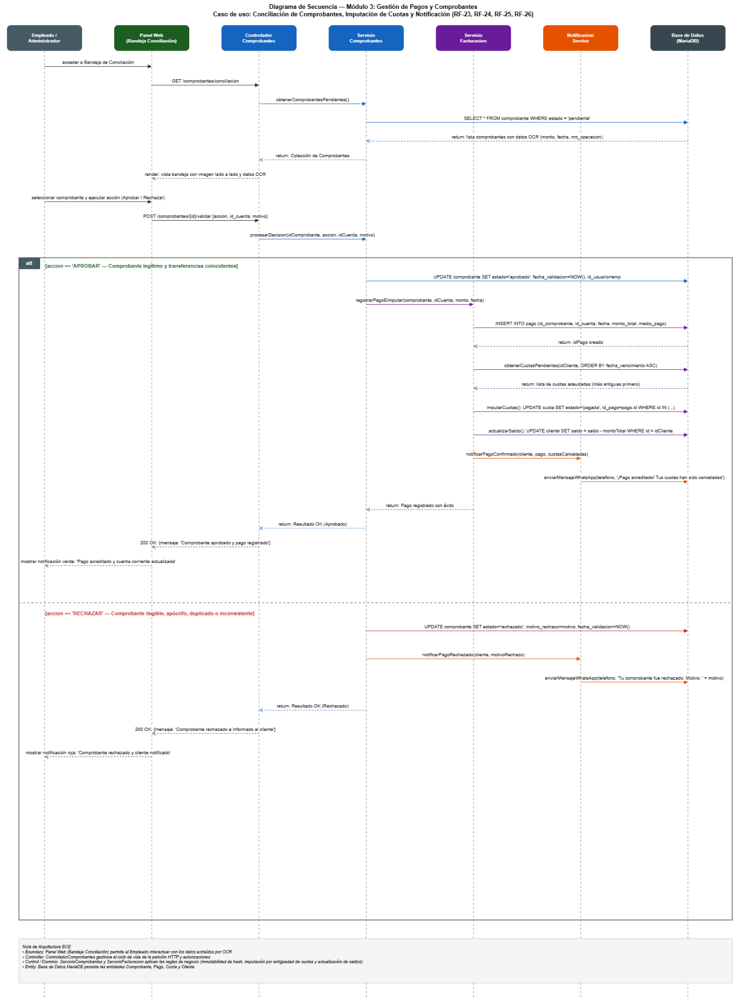 Diagrama de Secuencia — Módulo 3: Gestión de Pagos y Comprobantes
Caso de uso: Conciliación de Comprobantes, Imputación de Cuotas y Notificación (RF-23, RF-24, RF-25, RF-26)
Empleado /
Administrador
Panel Web
(Bandeja Conciliación)
Controlador
Comprobantes
Servicio
Comprobantes
Servicio
Facturacion
Notificacion
Service
Base de Datos
(MariaDB)
acceder a Bandeja de Conciliación
GET /comprobantes/conciliacion
obtenerComprobantesPendientes()
SELECT * FROM comprobante WHERE estado = 'pendiente'
return: lista comprobantes con datos OCR (monto, fecha, nro_operacion)
return: Colección de Comprobantes
render: vista bandeja con imagen lado a lado y datos OCR
seleccionar comprobante y ejecutar acción (Aprobar / Rechazar)
POST /comprobantes/{id}/validar [accion, id_cuenta, motivo]
procesarDecision(idComprobante, accion, idCuenta, motivo)
alt
[accion == 'APROBAR' — Comprobante legítimo y transferencias coincidentes]
UPDATE comprobante SET estado='aprobado', fecha_validacion=NOW(), id_usuario=emp
registrarPagoEImputar(comprobante, idCuenta, monto, fecha)
INSERT INTO pago (id_comprobante, id_cuenta, fecha, monto_total, medio_pago)
return: idPago creado
obtenerCuotasPendientes(idCliente, ORDER BY fecha_vencimiento ASC)
return: lista de cuotas adeudadas (más antiguas primero)
imputarCuotas(): UPDATE cuota SET estado='pagada', id_pago=pago.id WHERE id IN (...)
actualizarSaldo(): UPDATE cliente SET saldo = saldo - montoTotal WHERE id = idCliente
notificarPagoConfirmado(cliente, pago, cuotasCanceladas)
enviarMensajeWhatsApp(telefono, '¡Pago acreditado! Tus cuotas han sido canceladas')
return: Pago registrado con éxito
return: Resultado OK (Aprobado)
200 OK: {mensaje: 'Comprobante aprobado y pago registrado'}
mostrar notificación verde: 'Pago acreditado y cuenta corriente actualizada'
[accion == 'RECHAZAR' — Comprobante ilegible, apócrifo, duplicado o inconsistente]
UPDATE comprobante SET estado='rechazado', motivo_rechazo=motivo, fecha_validacion=NOW()
notificarPagoRechazado(cliente, motivoRechazo)
enviarMensajeWhatsApp(telefono, 'Tu comprobante fue rechazado. Motivo: ' + motivo)
return: Resultado OK (Rechazado)
200 OK: {mensaje: 'Comprobante rechazado e informado al cliente'}
mostrar notificación roja: 'Comprobante rechazado y cliente notificado'
Nota de Arquitectura BCE:
• Boundary: Panel Web (Bandeja Conciliación) permite al Empleado interactuar con los datos extraídos por OCR.
• Controller: ControladorComprobantes gestiona el ciclo de vida de la petición HTTP y autorizaciones.
• Control / Dominio: ServicioComprobantes y ServicioFacturacion aplican las reglas de negocio (inmutabilidad de hash, imputación por antigüedad de cuotas y actualización de saldos).
• Entity: Base de Datos MariaDB persiste las entidades Comprobante, Pago, Cuota y Cliente.